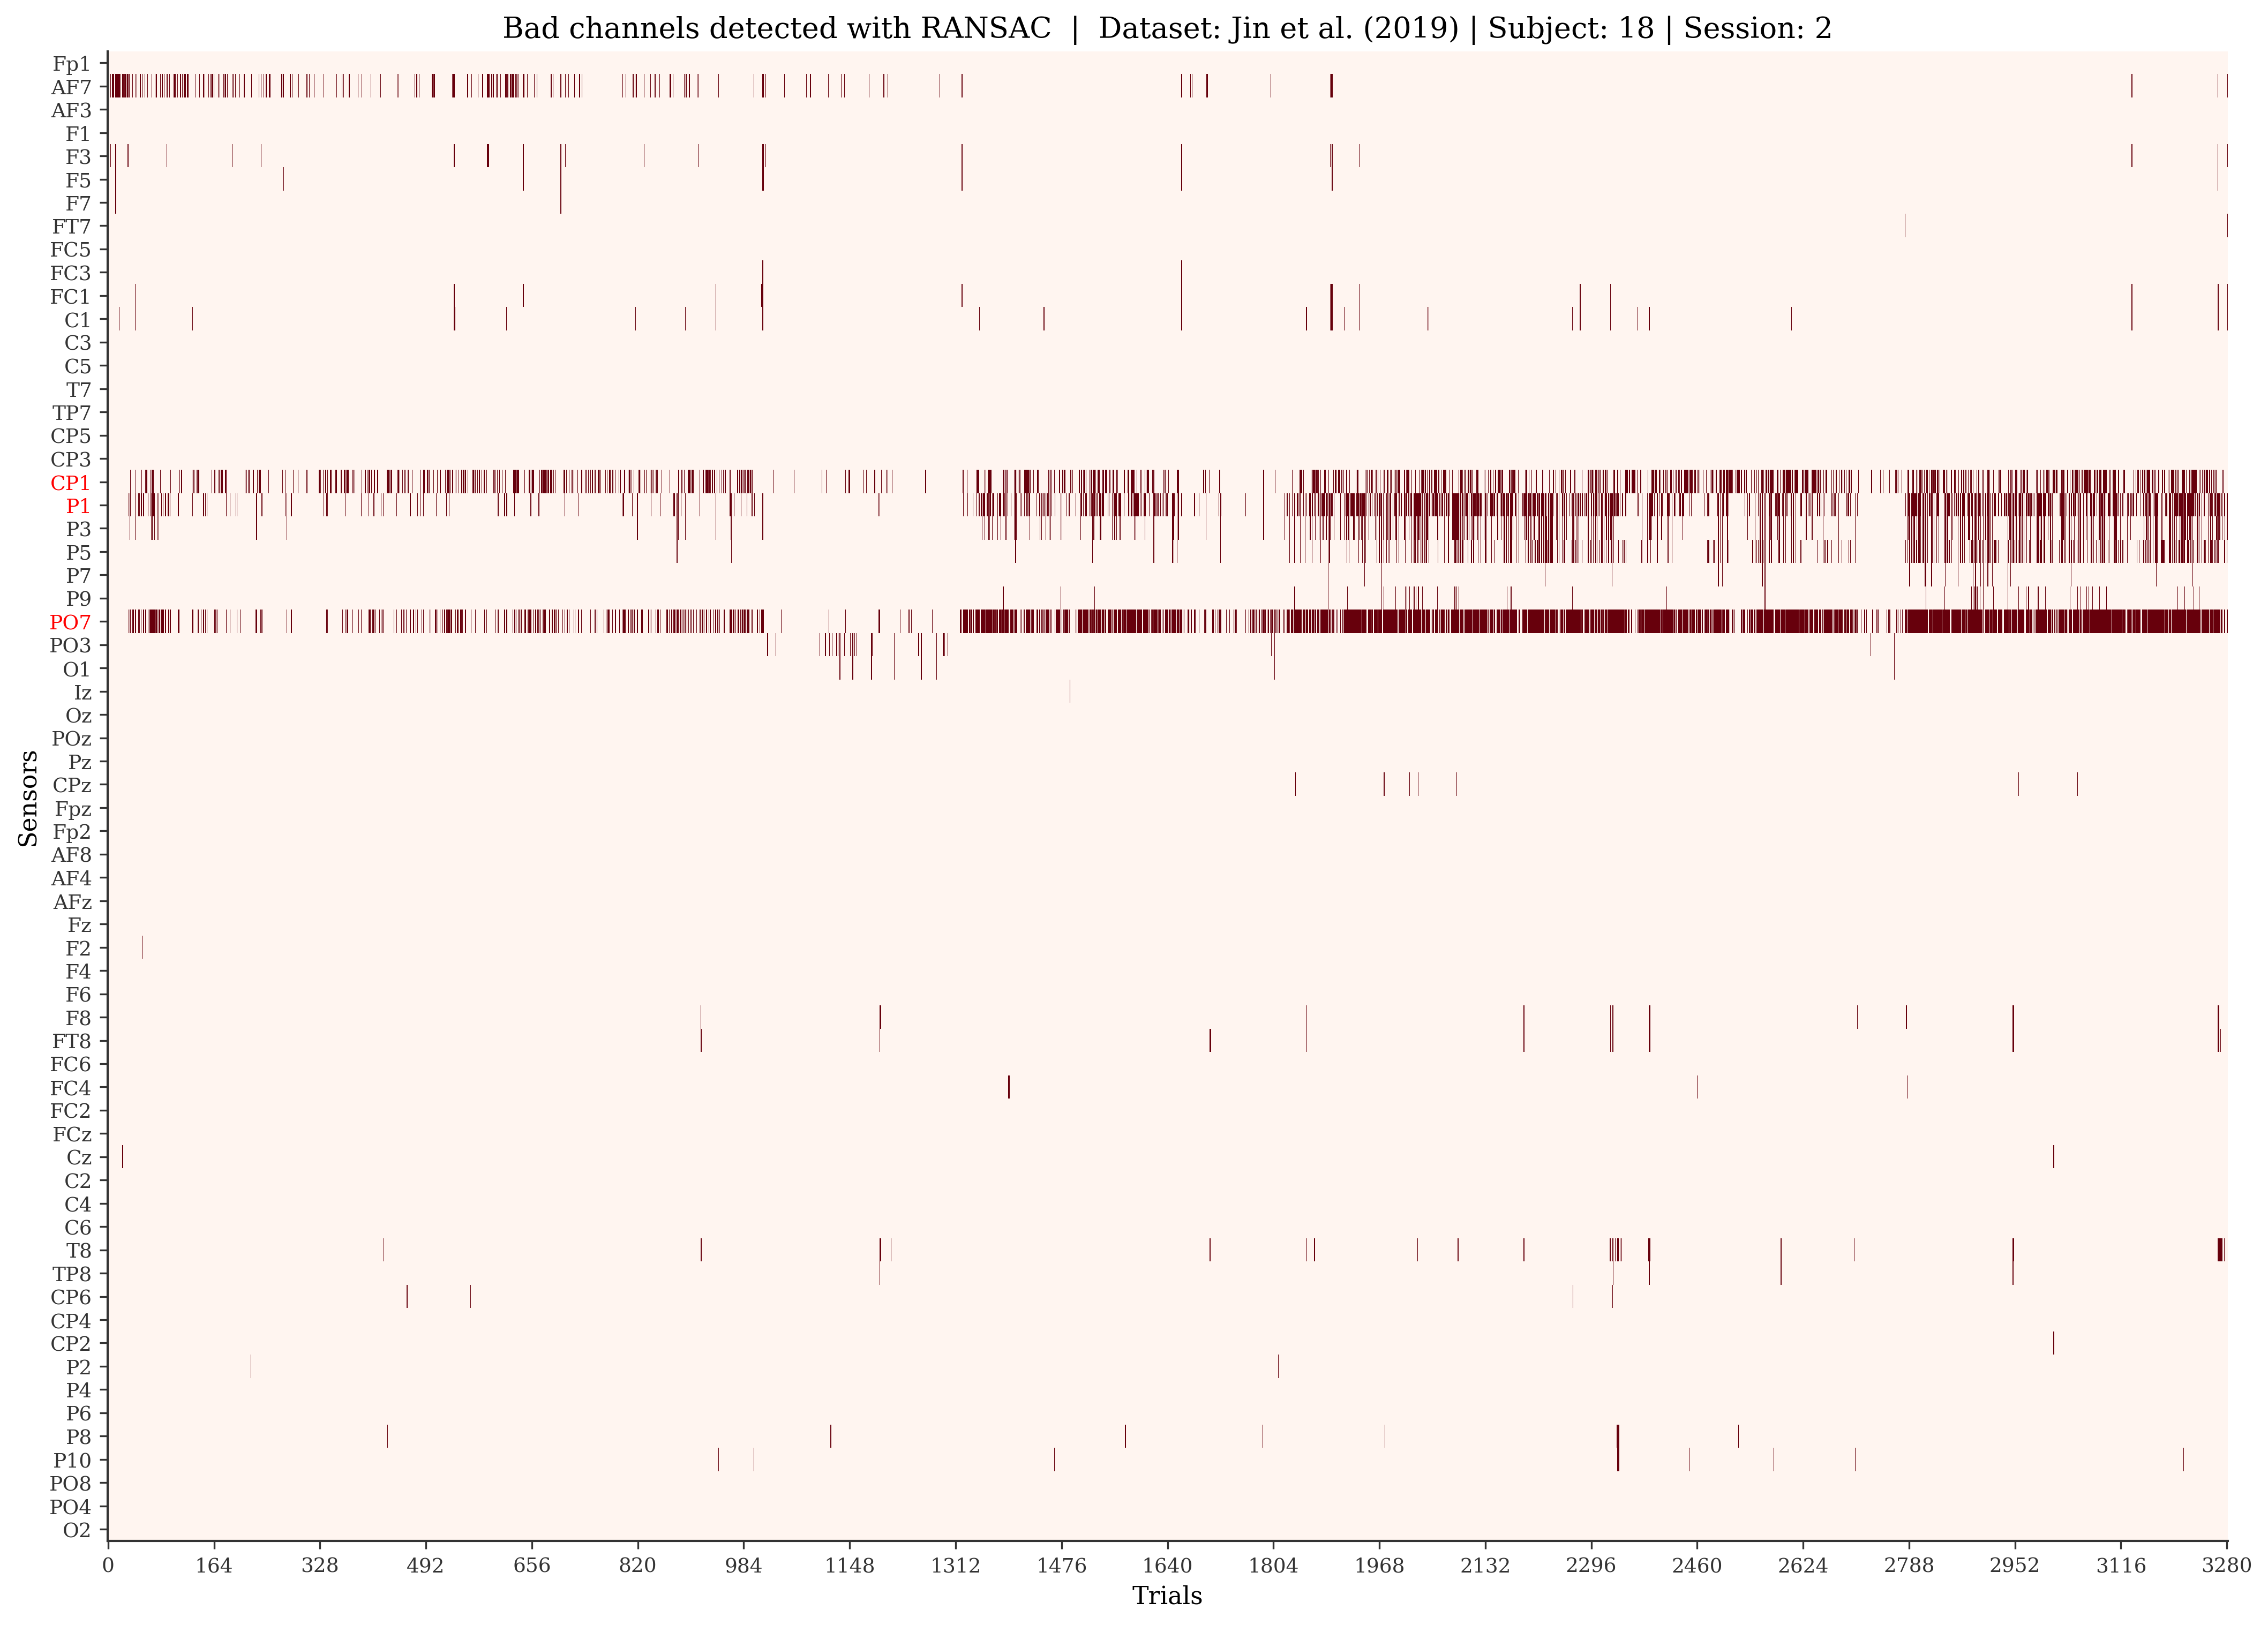 Bad channels detected with RANSAC | Dataset: Jin et al. (2019) | Subject: 18 | Session: 2
Sensors
Fp1
AF7
AF3
F1
F3
F5
F7
FT7
FC5
FC3
FC1
C1
C3
C5
T7
TP7
CP5
CP3
CP1
P1
P3
P5
P7
P9
PO7
PO3
O1
Iz
Oz
POz
Pz
CPz
Fpz
Fp2
AF8
AF4
AFz
Fz
F2
F4
F6
F8
FT8
FC6
FC4
FC2
FCz
Cz
C2
C4
C6
T8
TP8
CP6
CP4
CP2
P2
P4
P6
P8
P10
PO8
PO4
O2
0 164 328 492 656 820 984 1148 1312 1476 1640 1804 1968 2132 2296 2460 2624 2788 2952 3116 3280
Trials